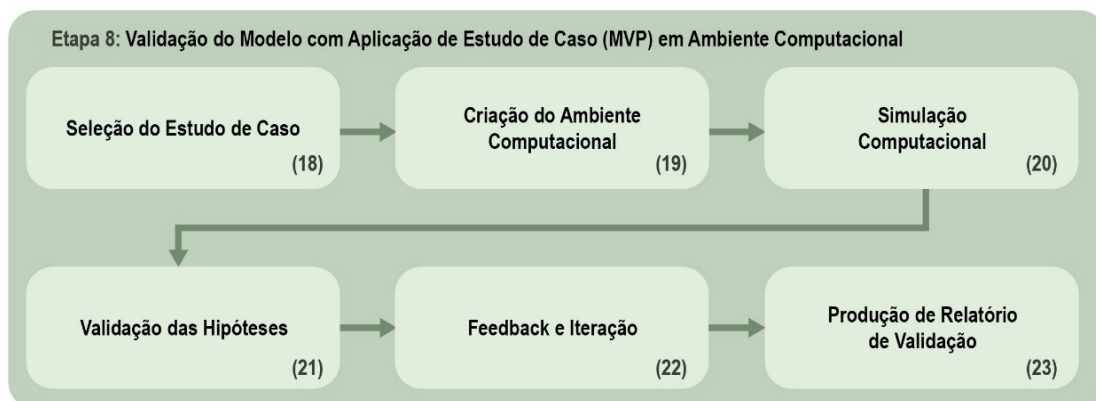 Etapa 8: Validação do Modelo com Aplicação de Estudo de Caso (MVP) em Ambiente Computacional
Seleção do Estudo de Caso
(18)
Criação do Ambiente
Computacional
(19)
Simulação
Computacional
(20)
Validação das Hipóteses
(21)
Feedback e Iteração
(22)
Produção de Relatório
de Validação
(23)